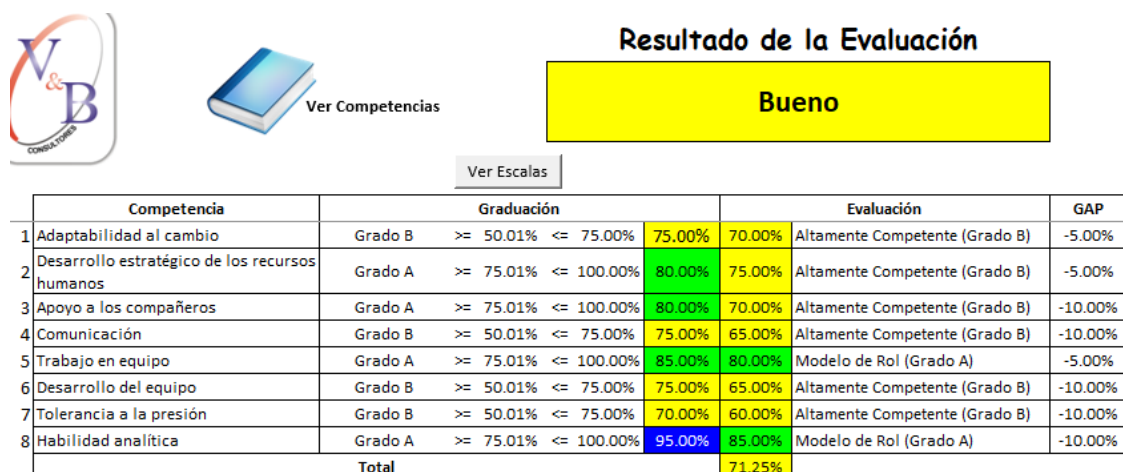 V&B
CONSULTORES
Ver Competencias
Resultado de la Evaluación
Bueno
Ver Escalas
Competencia Graduación Evaluación GAP
1 Adaptabilidad al cambio Grado B >= 50.01% <= 75.00% 75.00% 70.00% Altamente Competente (Grado B) -5.00%
2 Desarrollo estratégico de los recursos
humanos Grado A >= 75.01% <= 100.00% 80.00% 75.00% Altamente Competente (Grado B) -5.00%
3 Apoyo a los compañeros Grado A >= 75.01% <= 100.00% 80.00% 70.00% Altamente Competente (Grado B) -10.00%
4 Comunicación Grado B >= 50.01% <= 75.00% 75.00% 65.00% Altamente Competente (Grado B) -10.00%
5 Trabajo en equipo Grado A >= 75.01% <= 100.00% 85.00% 80.00% Modelo de Rol (Grado A) -5.00%
6 Desarrollo del equipo Grado B >= 50.01% <= 75.00% 75.00% 65.00% Altamente Competente (Grado B) -10.00%
7 Tolerancia a la presión Grado B >= 50.01% <= 75.00% 70.00% 60.00% Altamente Competente (Grado B) -10.00%
8 Habilidad analítica Grado A >= 75.01% <= 100.00% 95.00% 85.00% Modelo de Rol (Grado A) -10.00%
Total 71.25%